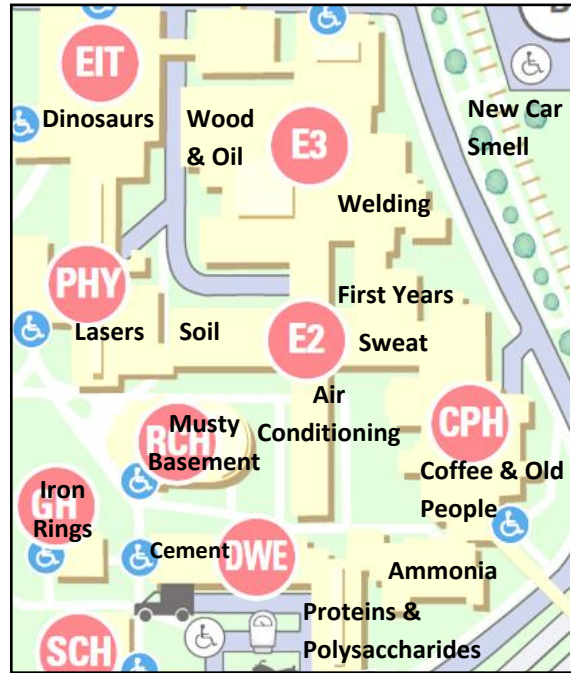 EIT
Dinosaurs
Wood
& Oil
E3
New Car
Smell
Welding
PHY
Lasers
Soil
First Years
E2
Sweat
Air
Conditioning
RCH
Musty
Basement
CPH
Coffee & Old
People
GH
Iron
Rings
Cement
DWE
Ammonia
Proteins &
Polysaccharides
SCH